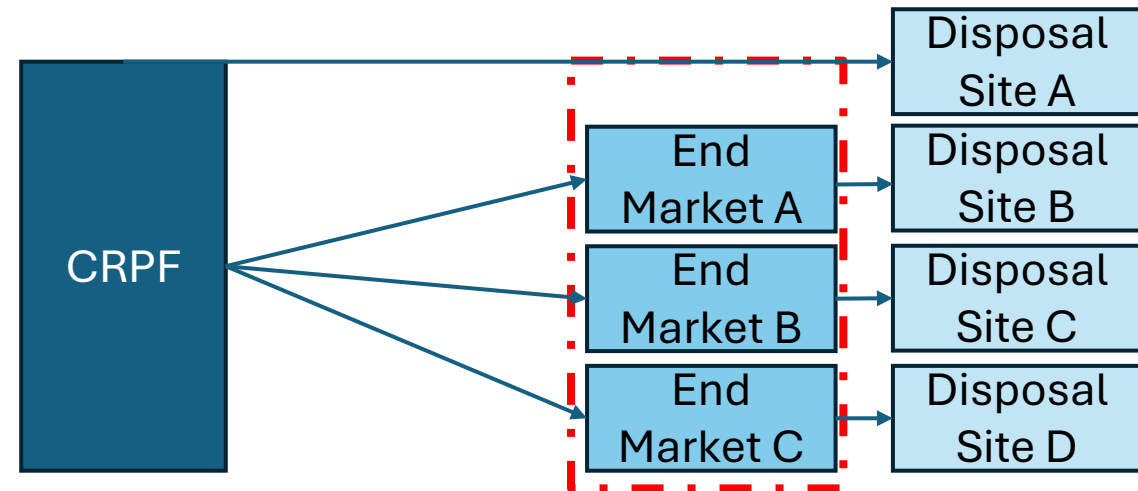 CRPF
Disposal
Site A
End
Market A
Disposal
Site B
End
Market B
Disposal
Site C
End
Market C
Disposal
Site D